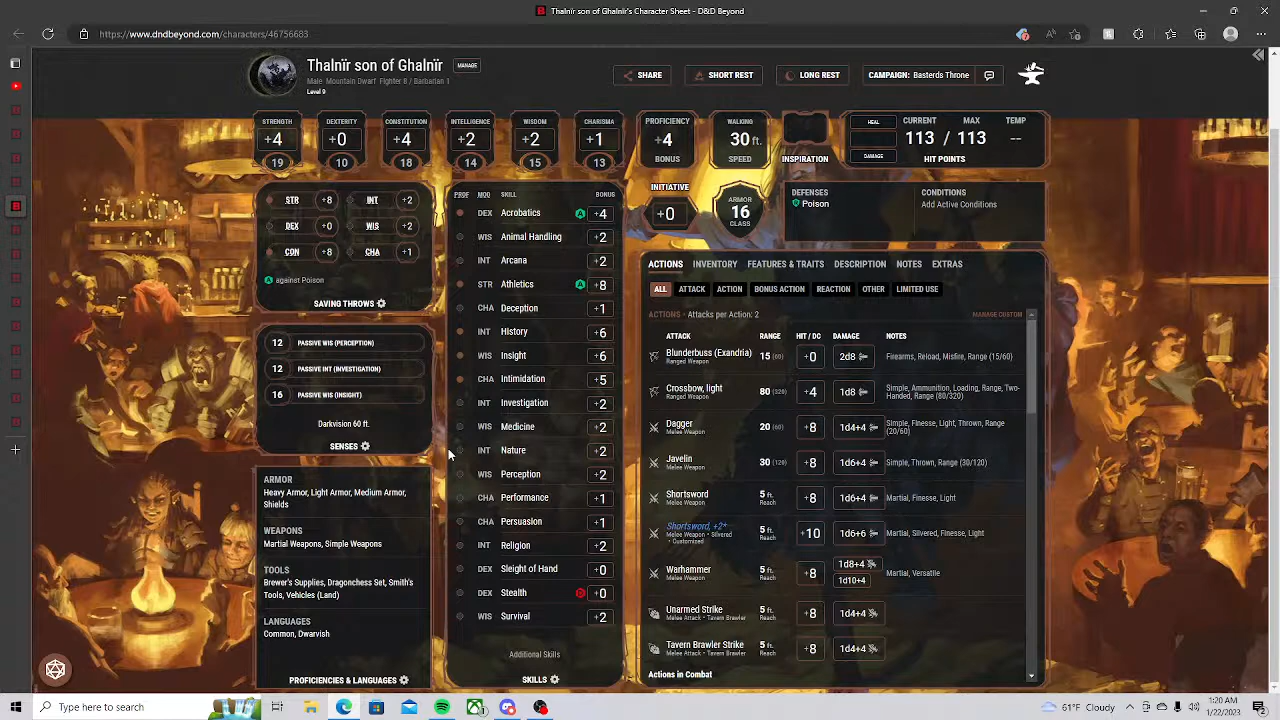 Thalnïr son of Ghalnïr's Character Sheet - D&D Beyond
https://www.dndbeyond.com/characters/46756683
Thalnïr son of Ghalnïr
MANAGE
Male Mountain Dwarf Fighter 8 / Barbarian 1
Level 9
SHARE
SHORT REST
LONG REST
CAMPAIGN: Basterds Throne
STRENGTH
+4
19
DEXTERITY
+0
10
CONSTITUTION
+4
18
INTELLIGENCE
+2
14
WISDOM
+2
15
CHARISMA
+1
13
PROFICIENCY
+4
BONUS
WALKING
30 ft.
SPEED
INSPIRATION
HEAL
DAMAGE
CURRENT
MAX
TEMP
113 / 113
--
HIT POINTS
STR +8
INT +2
DEX +0
WIS +2
CON +8
CHA +1
against Poison
SAVING THROWS
12 PASSIVE WIS (PERCEPTION)
12 PASSIVE INT (INVESTIGATION)
16 PASSIVE WIS (INSIGHT)
Darkvision 60 ft.
SENSES
ARMOR
Heavy Armor, Light Armor, Medium Armor,
Shields
WEAPONS
Martial Weapons, Simple Weapons
TOOLS
Brewer's Supplies, Dragonchess Set, Smith's
Tools, Vehicles (Land)
LANGUAGES
Common, Dwarvish
PROFICIENCIES & LANGUAGES
PROF MOD SKILL BONUS
DEX Acrobatics +4
WIS Animal Handling +2
INT Arcana +2
STR Athletics +8
CHA Deception +1
INT History +6
WIS Insight +6
CHA Intimidation +5
INT Investigation +2
WIS Medicine +2
INT Nature +2
WIS Perception +2
CHA Performance +1
CHA Persuasion +1
INT Religion +2
DEX Sleight of Hand +0
DEX Stealth +0
WIS Survival +2
Additional Skills
SKILLS
INITIATIVE
+0
ARMOR
16
CLASS
DEFENSES
Poison
CONDITIONS
Add Active Conditions
ACTIONS INVENTORY FEATURES & TRAITS DESCRIPTION NOTES EXTRAS
ALL ATTACK ACTION BONUS ACTION REACTION OTHER LIMITED USE
ACTIONS • Attacks per Action: 2
MANAGE CUSTOM
ATTACK RANGE HIT / DC DAMAGE NOTES
Blunderbuss (Exandria)
Ranged Weapon
15 (60)
+0
2d8
Firearms, Reload, Misfire, Range (15/60)
Crossbow, light
Ranged Weapon
80 (320)
+4
1d8
Simple, Ammunition, Loading, Range, Two-
Handed, Range (80/320)
Dagger
Melee Weapon
20 (60)
+8
1d4+4
Simple, Finesse, Light, Thrown, Range
(20/60)
Javelin
Melee Weapon
30 (120)
+8
1d6+4
Simple, Thrown, Range (30/120)
Shortsword
Melee Weapon
5 ft.
Reach
+8
1d6+4
Martial, Finesse, Light
Shortsword, +2*
Melee Weapon • Silvered
• Customized
5 ft.
Reach
+10
1d6+6
Martial, Silvered, Finesse, Light
Warhammer
Melee Weapon
5 ft.
Reach
+8
1d8+4
1d10+4
Martial, Versatile
Unarmed Strike
Melee Attack • Tavern Brawler
5 ft.
Reach
+8
1d4+4
Tavern Brawler Strike
Melee Attack • Tavern Brawler
5 ft.
Reach
+8
1d4+4
Actions in Combat
Type here to search
61°F Cloudy
1:20 AM
1/22/2023